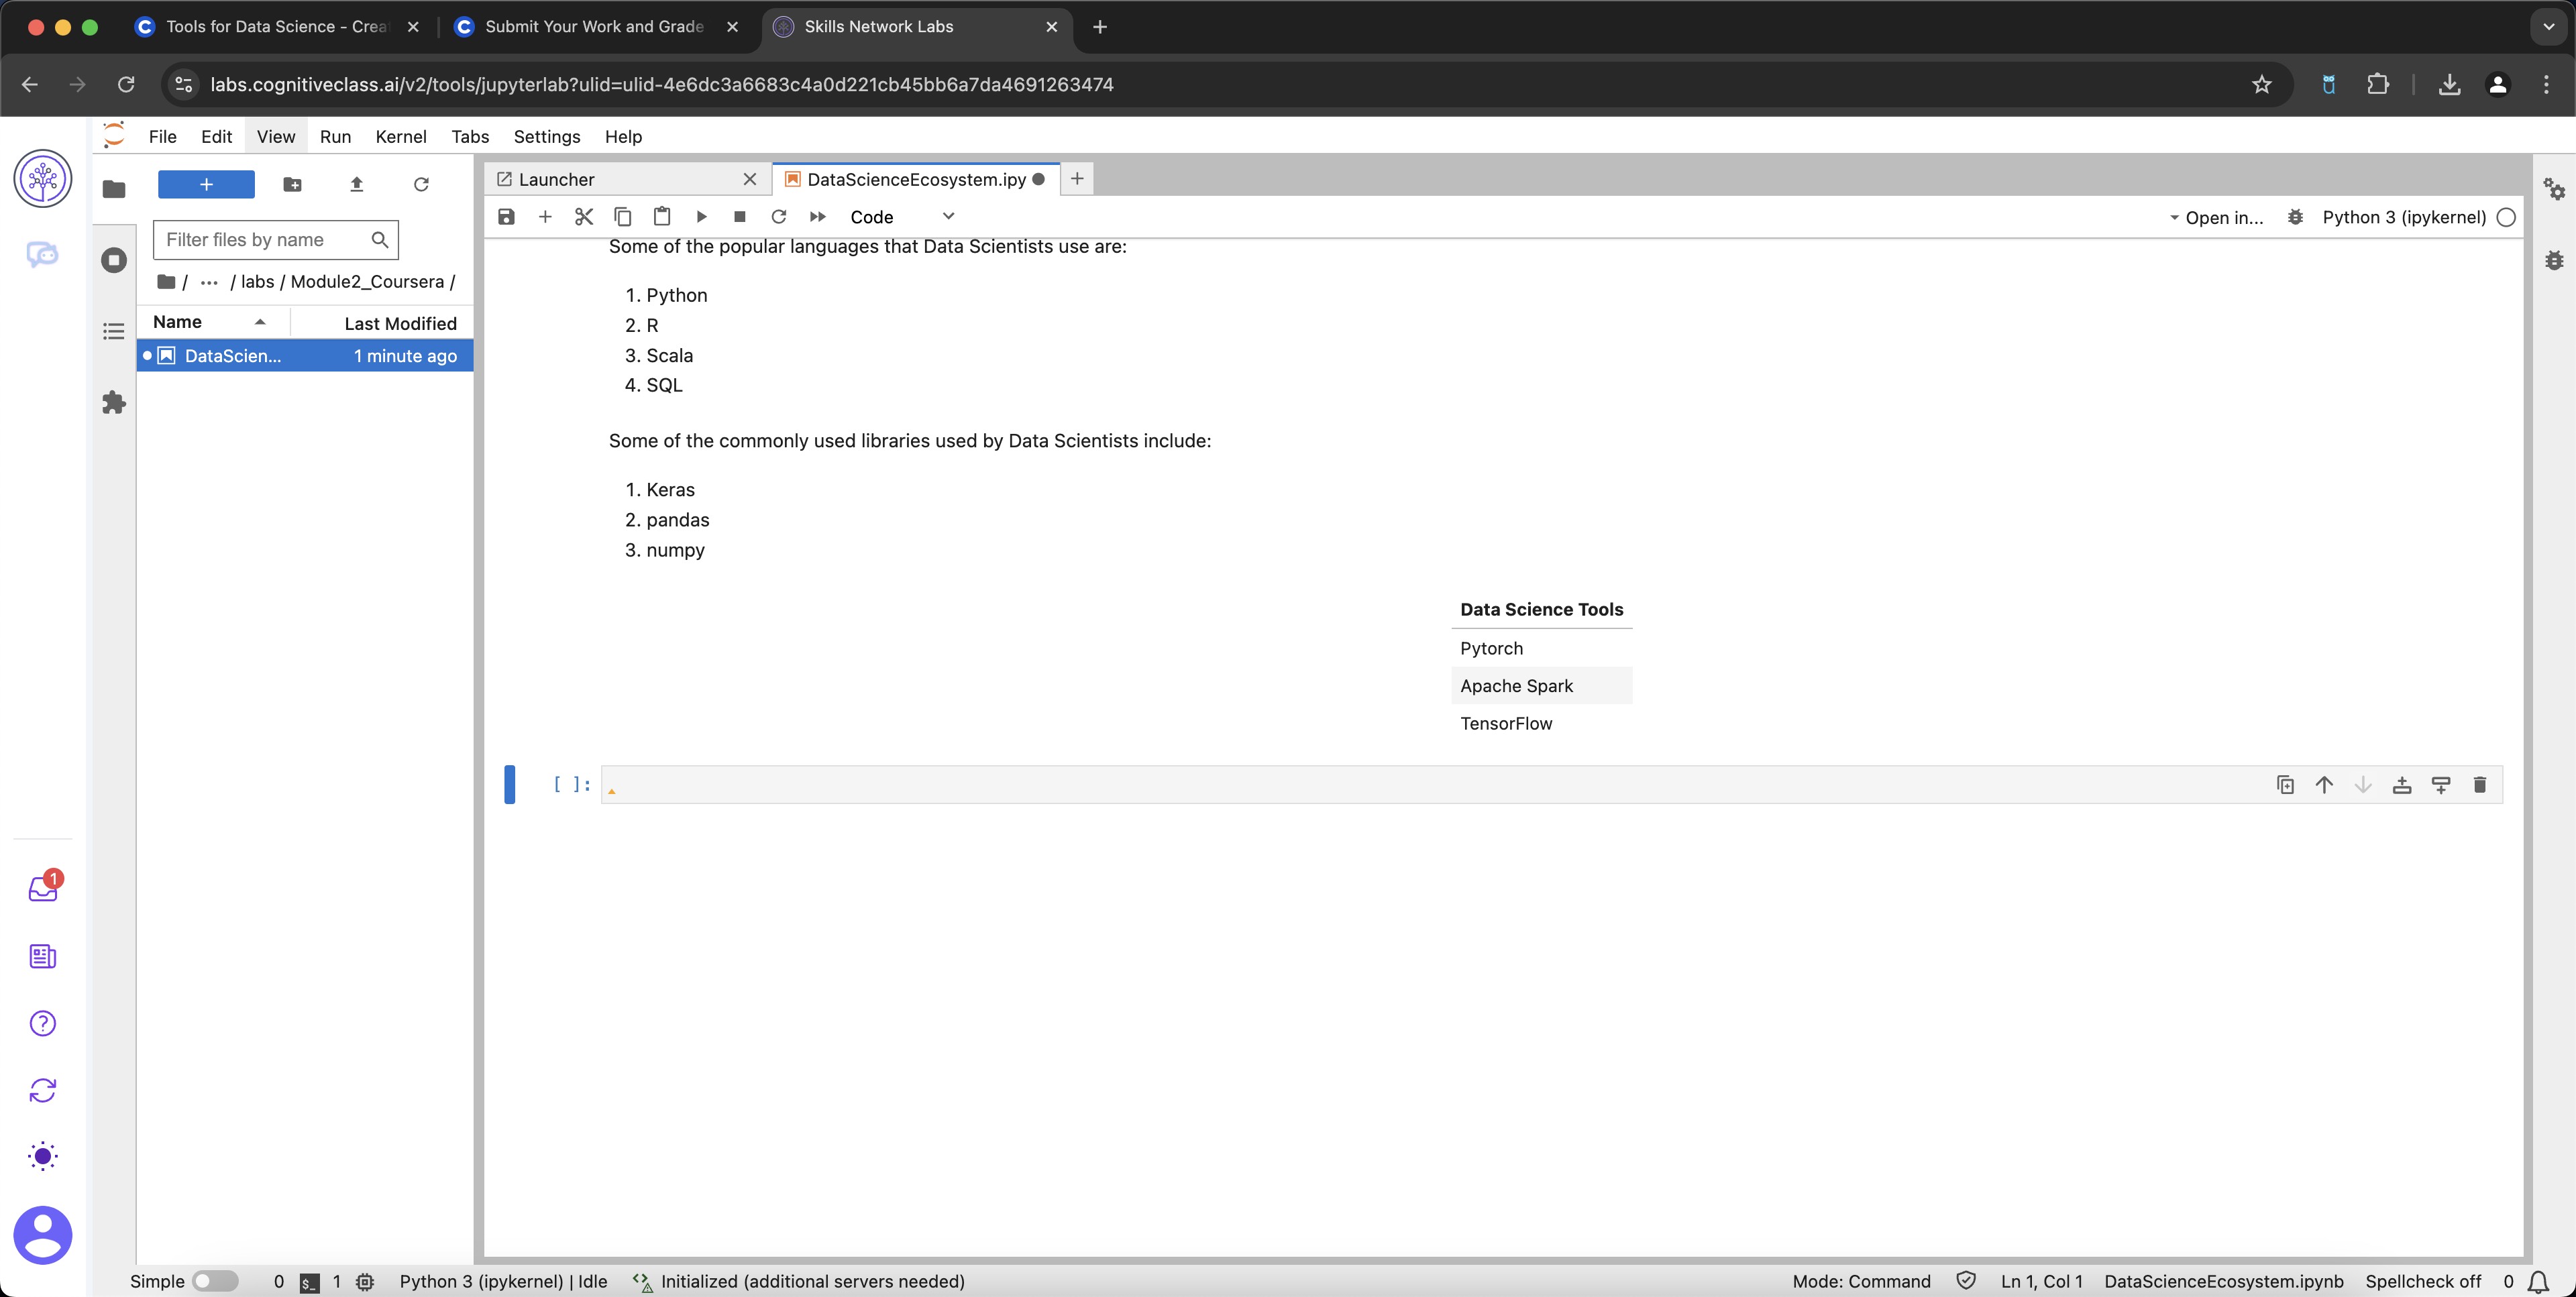 Tools for Data Science - Crea
Submit Your Work and Grade
Skills Network Labs
labs.cognitiveclass.ai/v2/tools/jupyterlab?ulid=ulid-4e6dc3a6683c4a0d221cb45bb6a7da4691263474
File Edit View Run Kernel Tabs Settings Help
Launcher
DataScienceEcosystem.ipy
Code
Open in...
Python 3 (ipykernel)
Filter files by name
/ ... / labs / Module2_Coursera /
Name Last Modified
DataScien... 1 minute ago
Some of the popular languages that Data Scientists use are:
1. Python
2. R
3. Scala
4. SQL
Some of the commonly used libraries used by Data Scientists include:
1. Keras
2. pandas
3. numpy
Data Science Tools
Pytorch
Apache Spark
TensorFlow
[ ]:
1
Simple 0 $_ 1 Python 3 (ipykernel) | Idle Initialized (additional servers needed) Mode: Command Ln 1, Col 1 DataScienceEcosystem.ipynb Spellcheck off 0